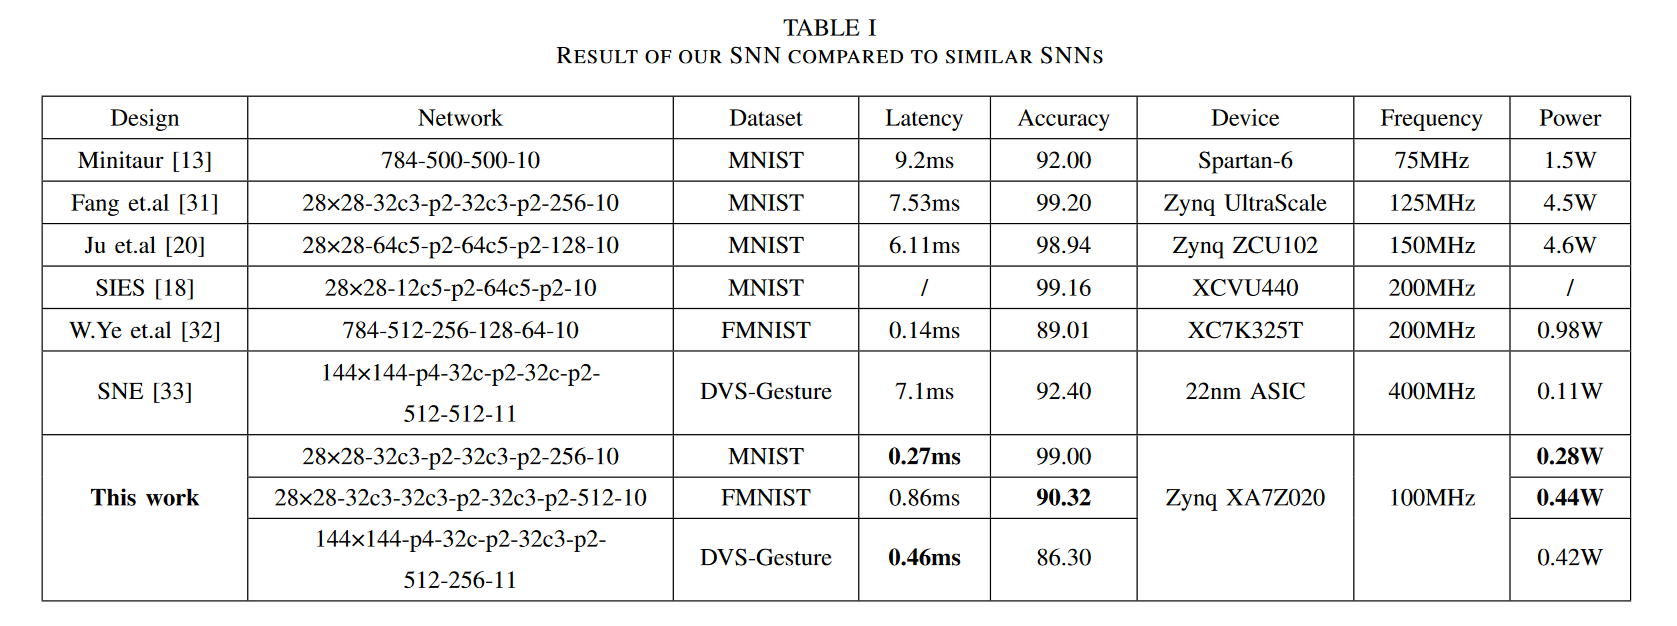 TABLE I
RESULT OF OUR SNN COMPARED TO SIMILAR SNNS
Design Network Dataset Latency Accuracy Device Frequency Power
Minitaur [13] 784-500-500-10 MNIST 9.2ms 92.00 Spartan-6 75MHz 1.5W
Fang et.al [31] 28×28-32c3-p2-32c3-p2-256-10 MNIST 7.53ms 99.20 Zynq UltraScale 125MHz 4.5W
Ju et.al [20] 28×28-64c5-p2-64c5-p2-128-10 MNIST 6.11ms 98.94 Zynq ZCU102 150MHz 4.6W
SIES [18] 28×28-12c5-p2-64c5-p2-10 MNIST / 99.16 XCVU440 200MHz /
W.Ye et.al [32] 784-512-256-128-64-10 FMNIST 0.14ms 89.01 XC7K325T 200MHz 0.98W
SNE [33] 144×144-p4-32c-p2-32c-p2-
512-512-11 DVS-Gesture 7.1ms 92.40 22nm ASIC 400MHz 0.11W
28×28-32c3-p2-32c3-p2-256-10 MNIST 0.27ms 99.00 0.28W
This work 28×28-32c3-32c3-p2-32c3-p2-512-10 FMNIST 0.86ms 90.32 Zynq XA7Z020 100MHz 0.44W
144×144-p4-32c-p2-32c3-p2-
512-256-11 DVS-Gesture 0.46ms 86.30 0.42W